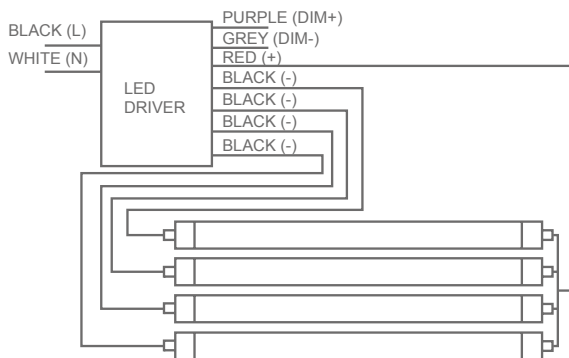 BLACK (L)
WHITE (N)
LED
DRIVER
PURPLE (DIM+)
GREY (DIM-)
RED (+)
BLACK (-)
BLACK (-)
BLACK (-)
BLACK (-)